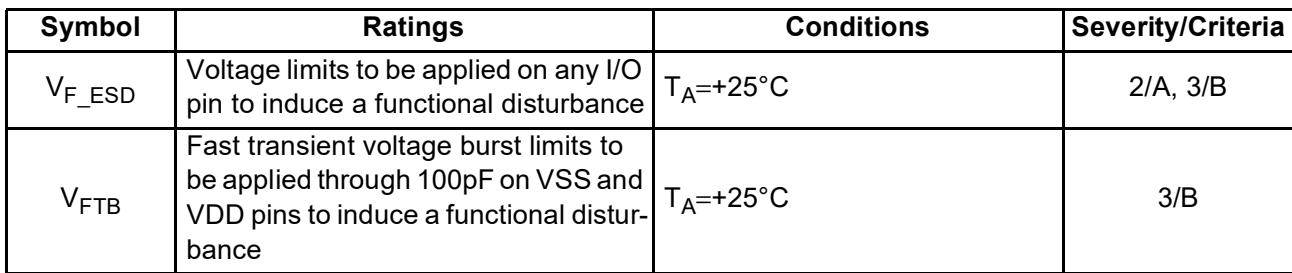 Symbol Ratings Conditions Severity/Criteria
V_F_ESD Voltage limits to be applied on any I/O pin to induce a functional disturbance T_A=+25°C 2/A, 3/B
V_FTB Fast transient voltage burst limits to be applied through 100pF on VSS and VDD pins to induce a functional distur-bance T_A=+25°C 3/B